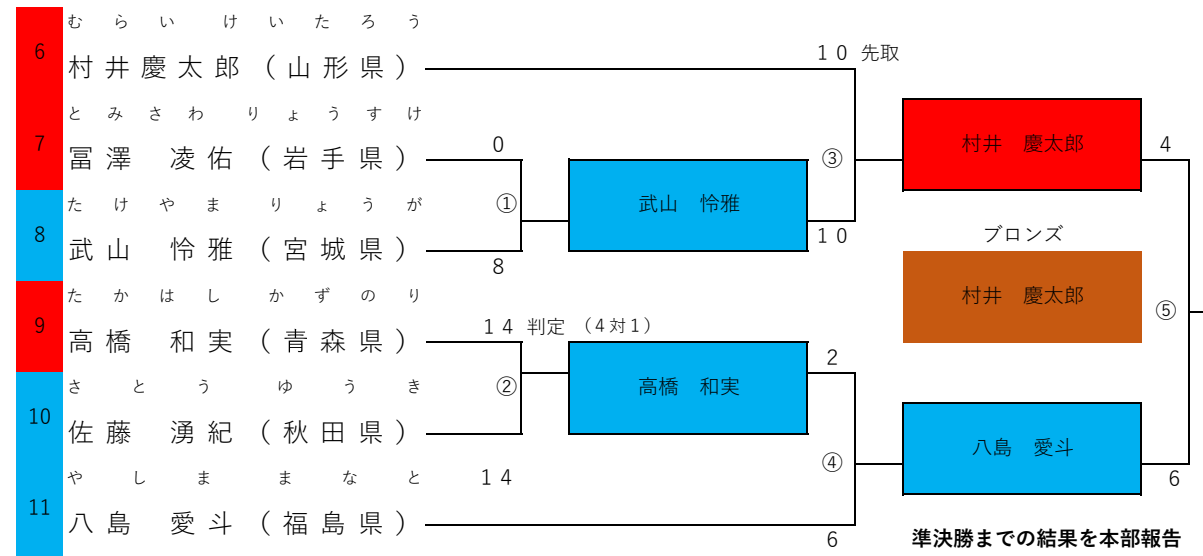 むらい けいたろう
6 村井慶太郎（山形県） 10 先取
とみさわ りょうすけ
7 冨澤 凌佑（岩手県） 0
村井 慶太郎 4
③
たけやま りょうが
8 武山 怜雅（宮城県） 8
①
武山 怜雅 10
ブロンズ
村井 慶太郎
⑤
たかはし かずのり
9 高橋 和実（青森県） 14 判定 （4対1）
高橋 和実 2
②
さとう ゆうき
10 佐藤 湧紀（秋田県） 14
④
八島 愛斗 6
やしま まなと
11 八島 愛斗（福島県） 6
準決勝までの結果を本部報告